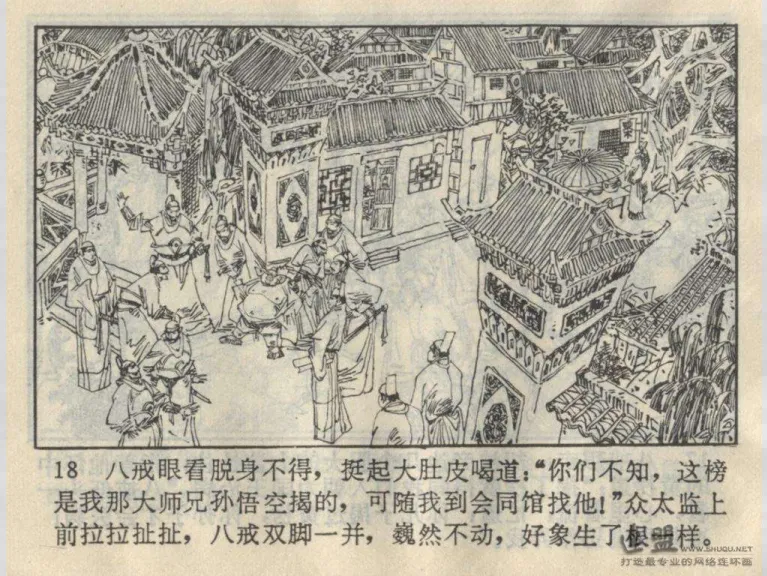 18 八戒眼看脱身不得，挺起大肚皮喝道：“你们不知，这榜
是我那大师兄孙悟空揭的，可随我到会同馆找他！”众太监上
前拉拉扯扯，八戒双脚一并，巍然不动，好象生了根一样。
WWW.SHUQU.NET
打造最专业的网络连环画